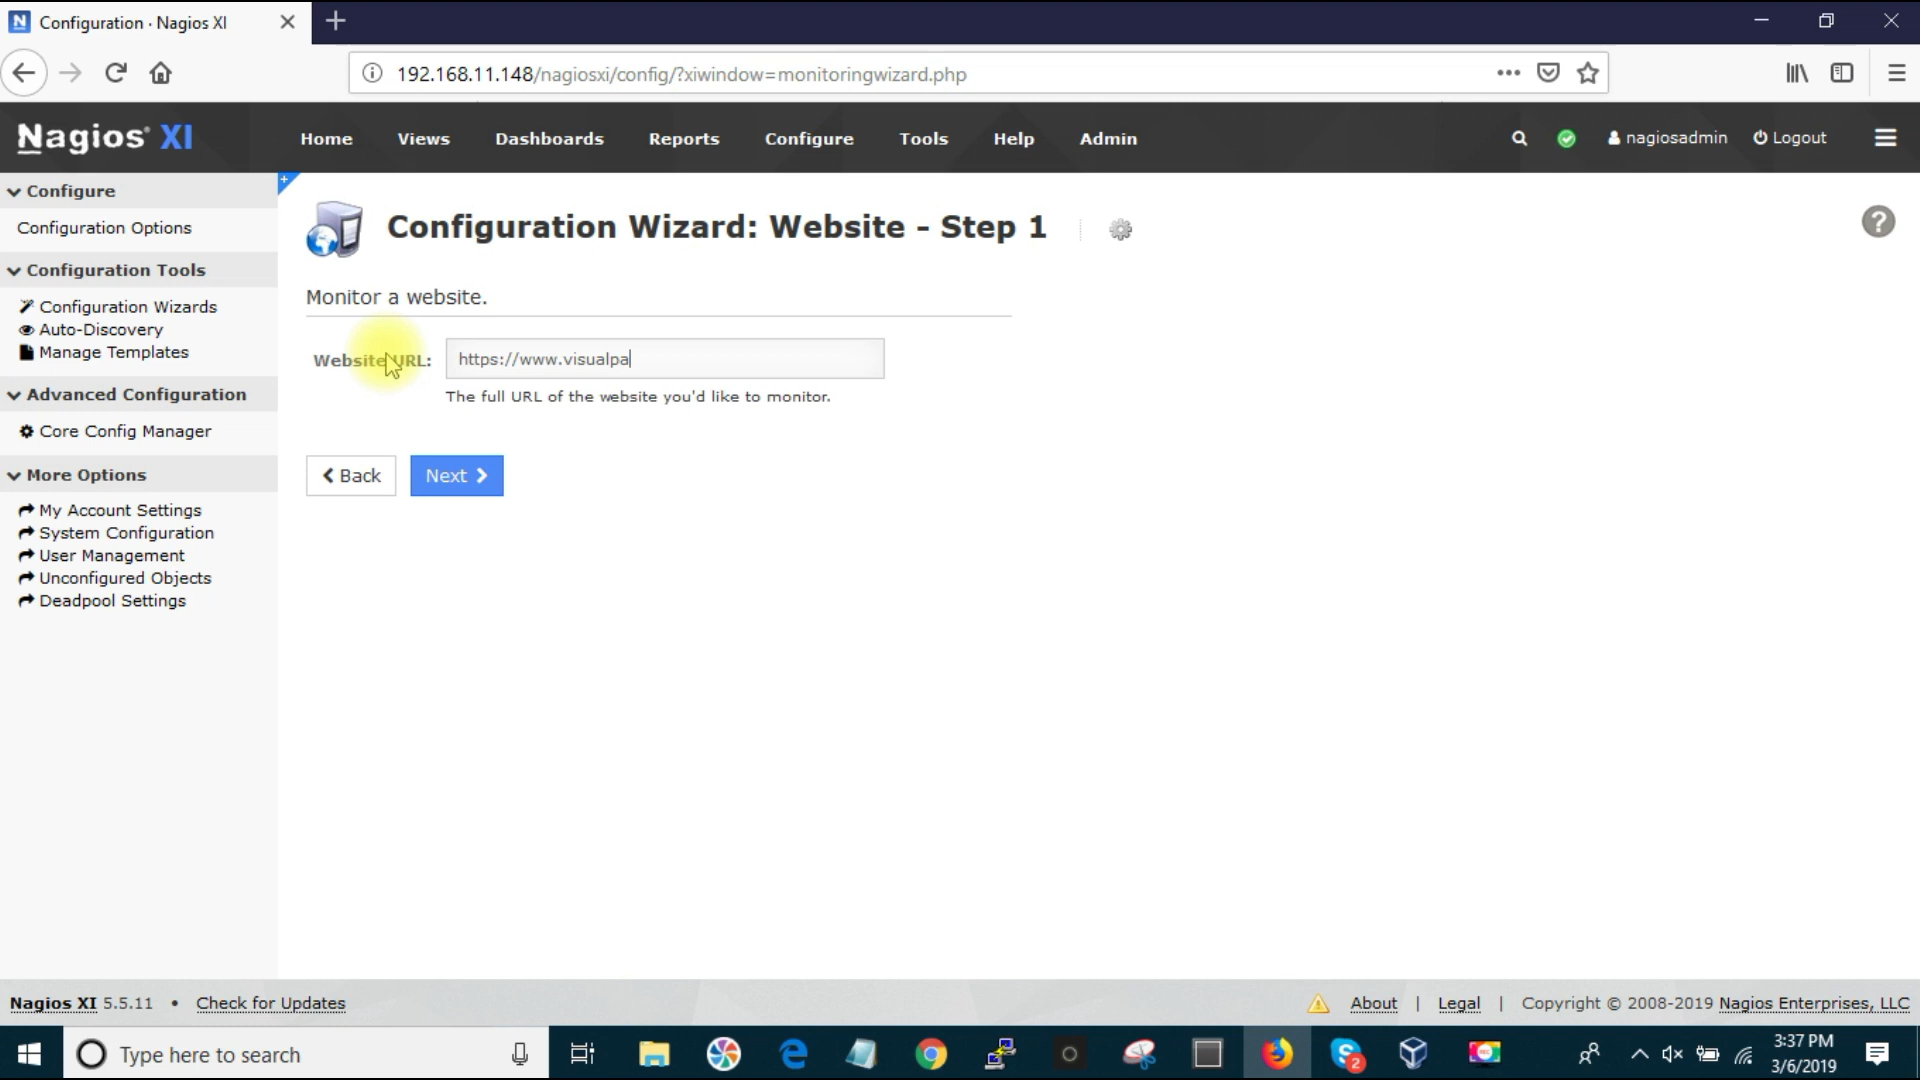 Configuration · Nagios XI
192.168.11.148/nagiosxi/config/?xiwindow=monitoringwizard.php
Nagios® XI
Home Views Dashboards Reports Configure Tools Help Admin
nagiosadmin Logout
Configure
Configuration Options
Configuration Tools
Configuration Wizards
Auto-Discovery
Manage Templates
Advanced Configuration
Core Config Manager
More Options
My Account Settings
System Configuration
User Management
Unconfigured Objects
Deadpool Settings
Configuration Wizard: Website - Step 1
Monitor a website.
Website URL: https://www.visualpa
The full URL of the website you'd like to monitor.
Back Next
Nagios XI 5.5.11 • Check for Updates
About | Legal | Copyright © 2008-2019 Nagios Enterprises, LLC
Type here to search
2
3:37 PM
3/6/2019